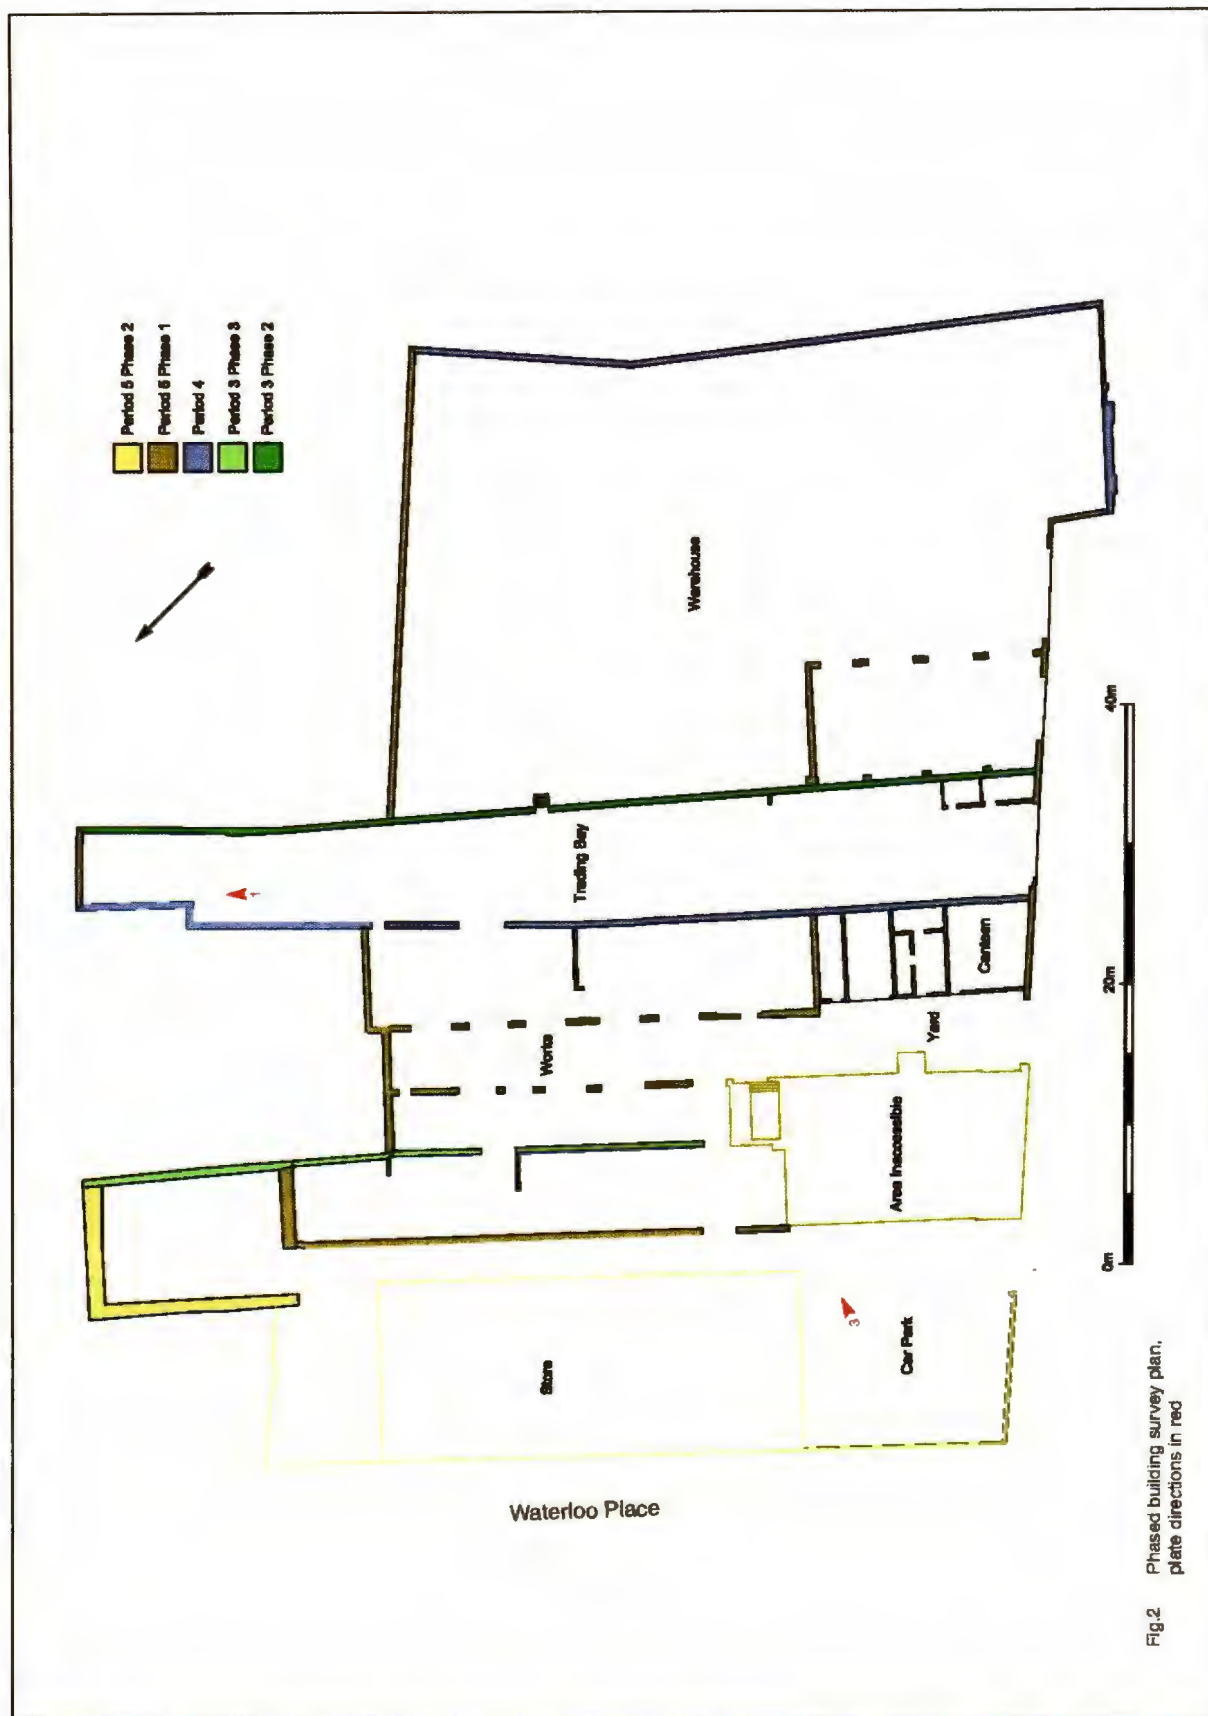 Period 5 Phase 2
Period 5 Phase 1
Period 4
Period 3 Phase 3
Period 3 Phase 2
Warehouse
Trading Bay
1
Works
Canteen
Yard
Area Inaccessible
Store
Car Park
3
Waterloo Place
0m
20m
40m
Fig.2 Phased building survey plan,
plate directions in red